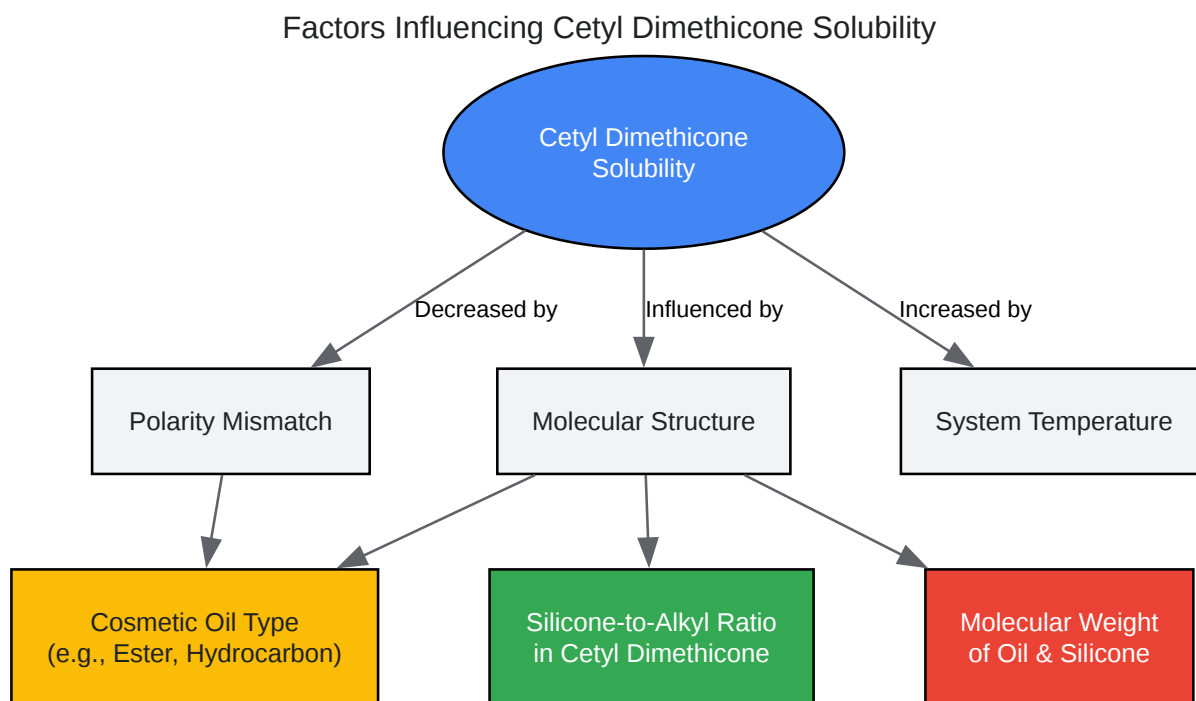 Factors Influencing Cetyl Dimethicone Solubility
Cetyl Dimethicone
Solubility
Decreased by
Influenced by
Increased by
Polarity Mismatch
Molecular Structure
System Temperature
Cosmetic Oil Type
(e.g., Ester, Hydrocarbon)
Silicone-to-Alkyl Ratio
in Cetyl Dimethicone
Molecular Weight
of Oil & Silicone